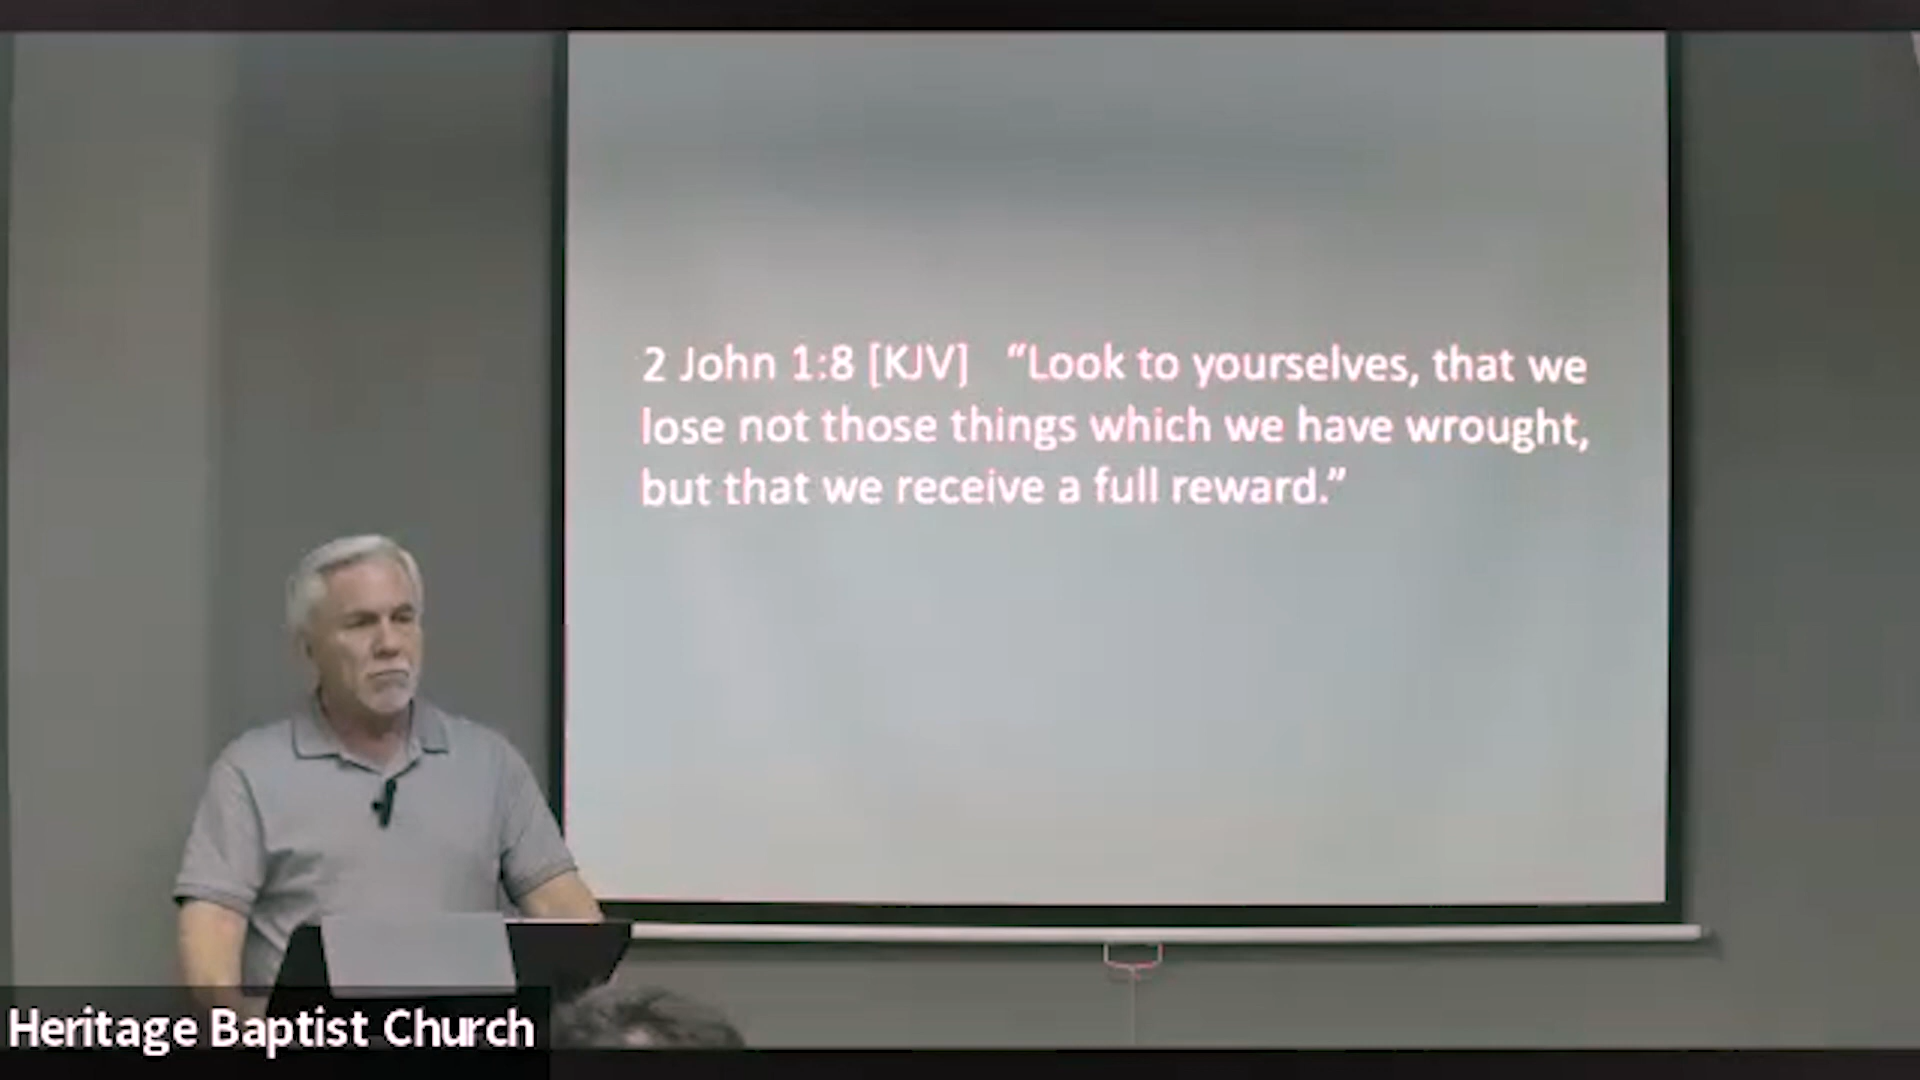 2 John 1:8 [KJV] “Look to yourselves, that we
lose not those things which we have wrought,
but that we receive a full reward.”
Heritage Baptist Church